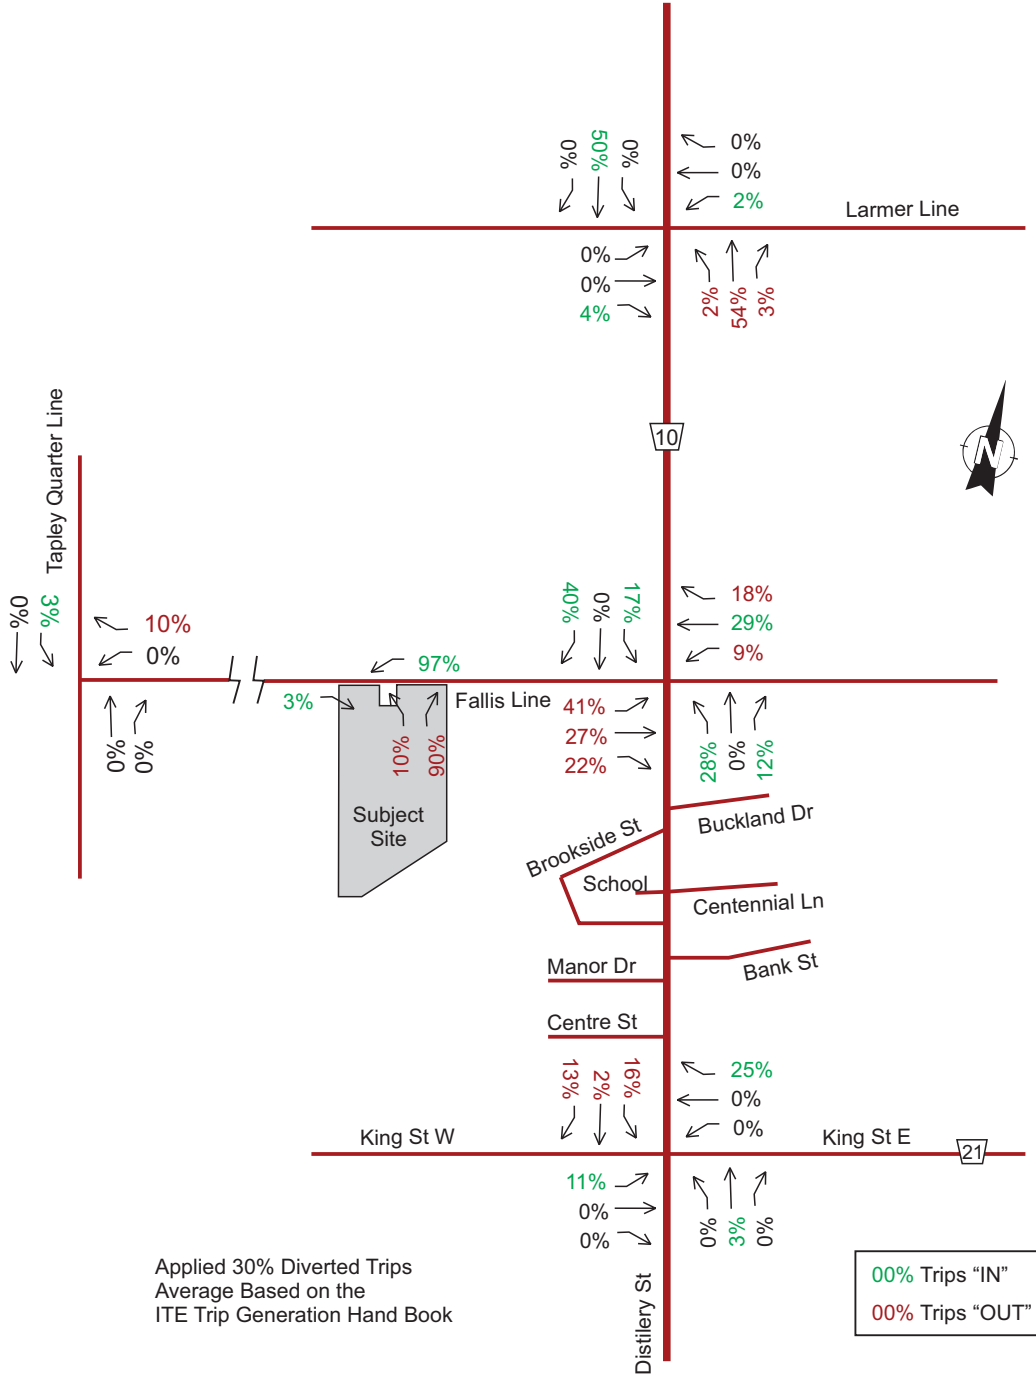 0%
50%
0%
0%
0%
2%
Larmer Line
0%
0%
4%
2%
54%
3%
10
N
Tapley Quarter Line
0%
3%
10%
0%
0%
0%
97%
3%
Fallis Line
10%
90%
Subject
Site
40%
0%
17%
18%
29%
9%
41%
27%
22%
28%
0%
12%
Buckland Dr
Brookside St
School
Centennial Ln
Bank St
Manor Dr
Centre St
13%
2%
16%
25%
0%
0%
King St W
King St E
21
11%
0%
0%
0%
3%
0%
Distilery St
Applied 30% Diverted Trips
Average Based on the
ITE Trip Generation Hand Book
00% Trips “IN”
00% Trips “OUT”